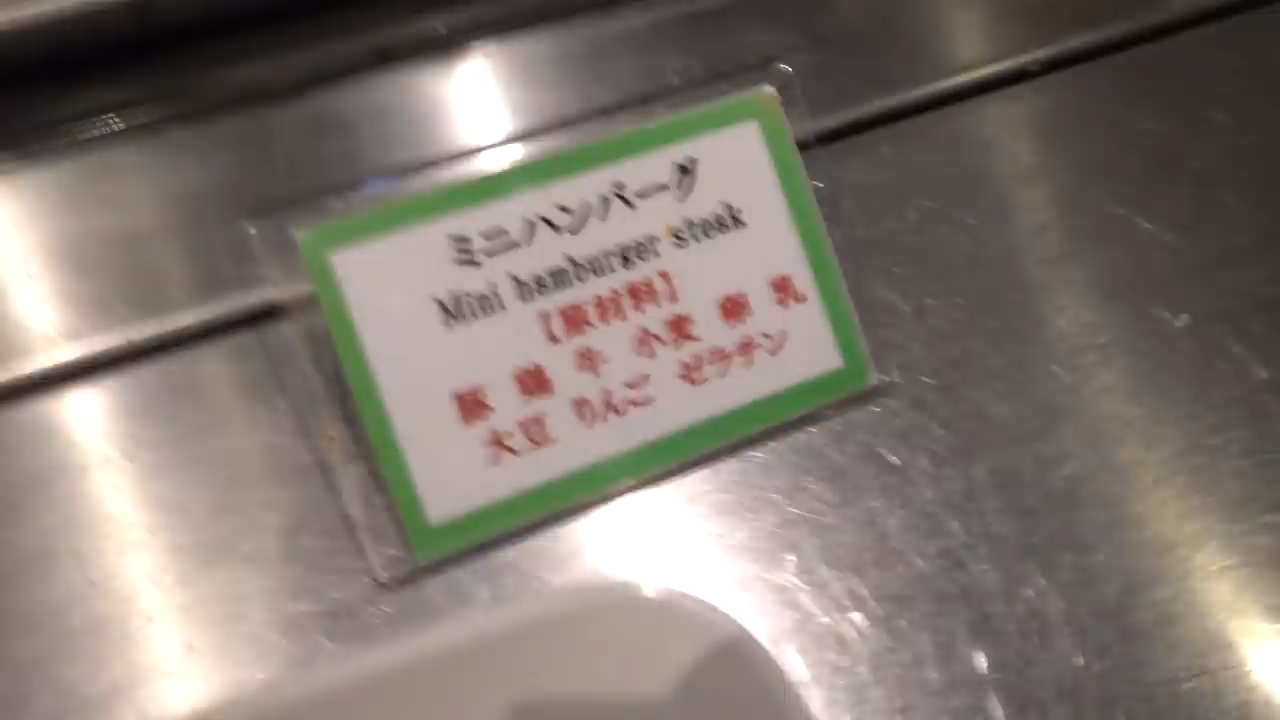 ミニハンバーグ
Mini hamburger steak
【原材料】
豚 鶏 牛 小麦 卵 乳
大豆 りんご ゼラチン